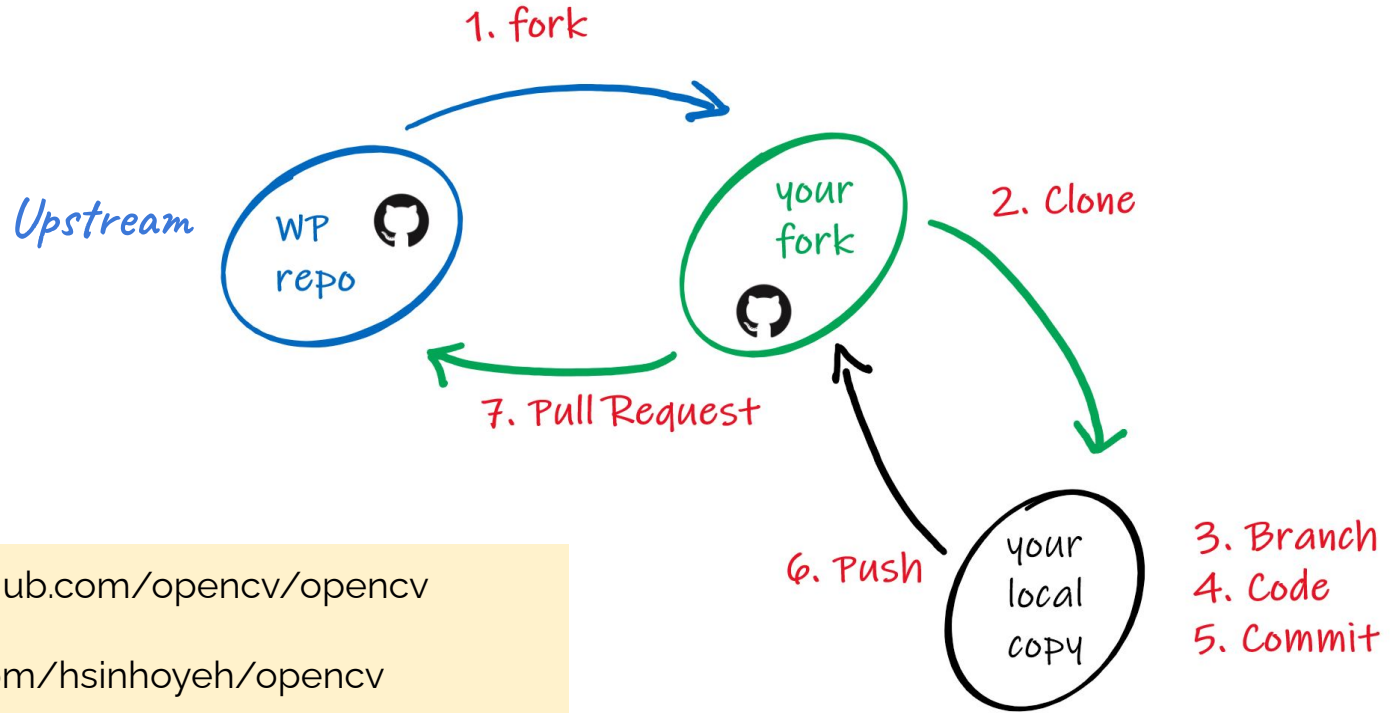 1. fork
Upstream
WP
repo
your
fork
2. Clone
7. Pull Request
6. Push
your
local
copy
3. Branch
4. Code
5. Commit
ub.com/opencv/opencv
om/hsinhoyeh/opencv